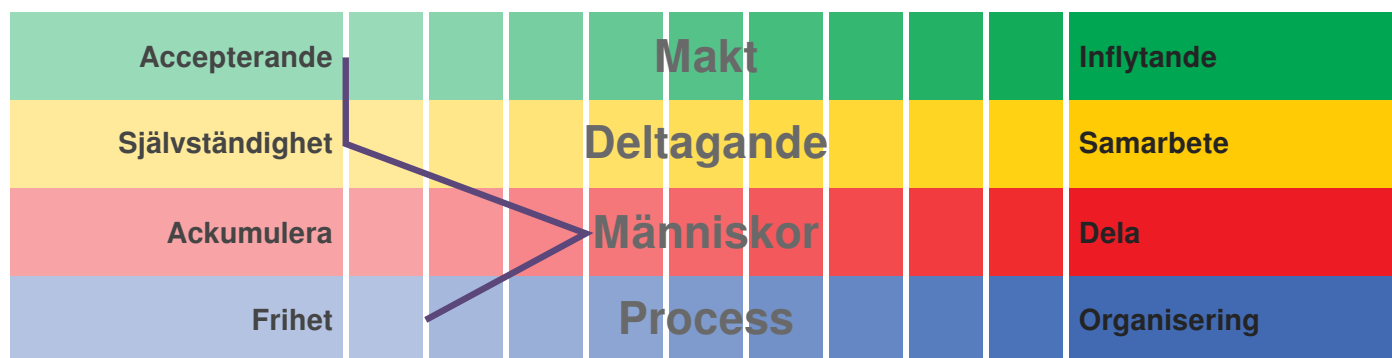 Accepterande Makt Inflytande
Självständighet Deltagande Samarbete
Ackumulera Människor Dela
Frihet Process Organisering